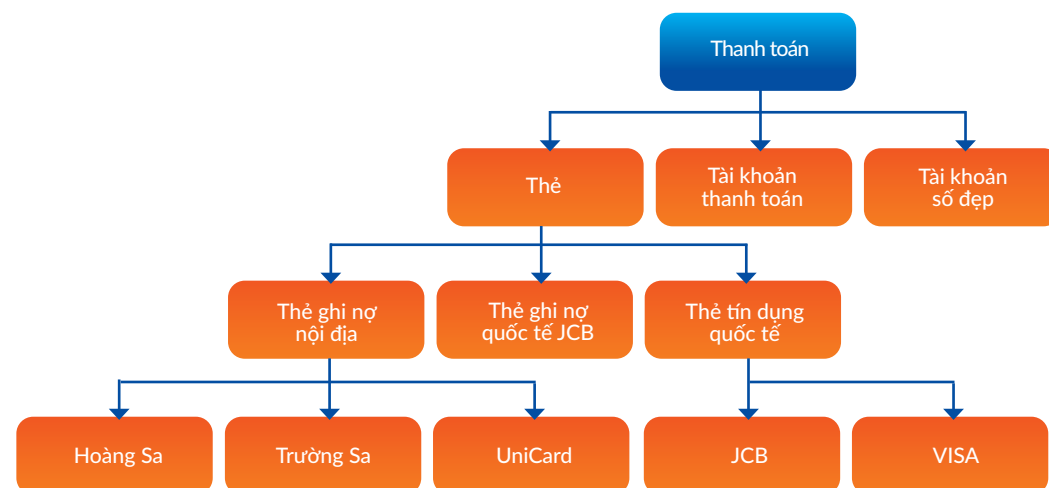 Thanh toán
Thẻ
Tài khoản
thanh toán
Tài khoản
số đẹp
Thẻ ghi nợ
nội địa
Thẻ ghi nợ
quốc tế JCB
Thẻ tín dụng
quốc tế
Hoàng Sa
Trường Sa
UniCard
JCB
VISA